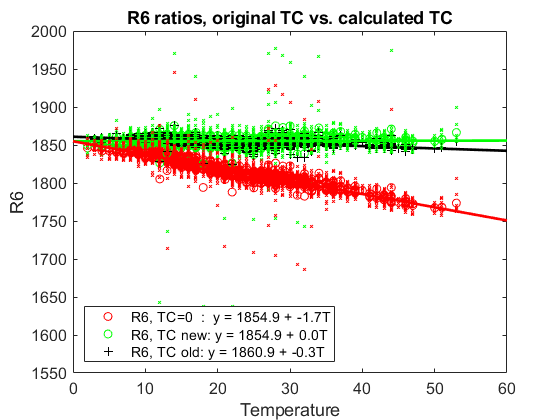 R6 ratios, original TC vs. calculated TC
2000
1950
1900
1850
1800
1750
1700
1650
1600
1550
R6
R6, TC=0  :  y = 1854.9 + -1.7T
R6, TC new: y = 1854.9 + 0.0T
R6, TC old: y = 1860.9 + -0.3T
0 10 20 30 40 50 60
Temperature